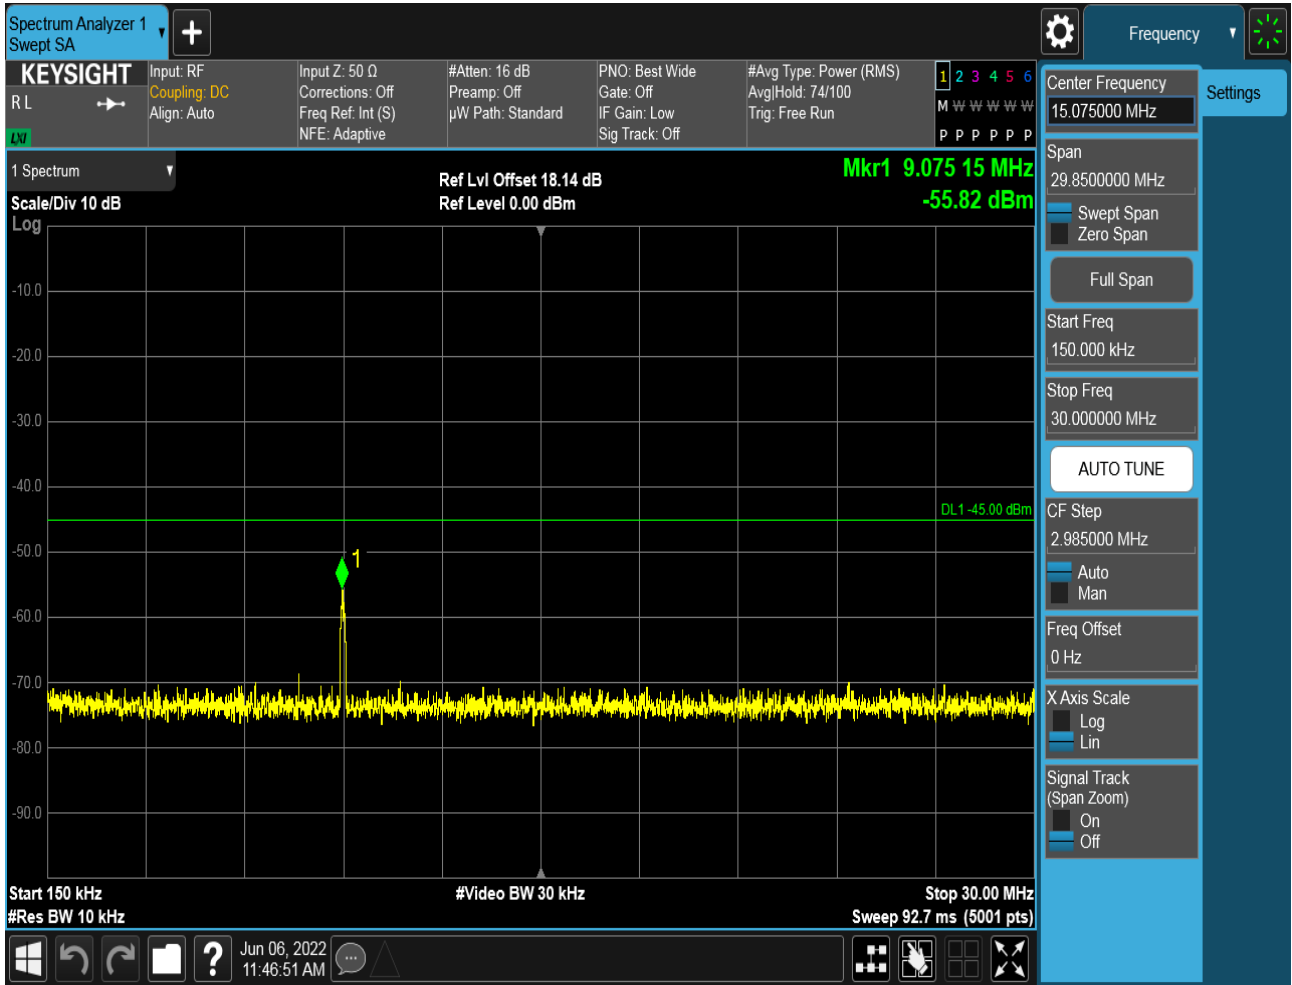 Spectrum Analyzer 1
Swept SA
Frequency
KEYSIGHT
R L
LXI
Input: RF
Coupling: DC
Align: Auto
Input Z: 50 Ω
Corrections: Off
Freq Ref: Int (S)
NFE: Adaptive
#Atten: 16 dB
Preamp: Off
µW Path: Standard
PNO: Best Wide
Gate: Off
IF Gain: Low
Sig Track: Off
#Avg Type: Power (RMS)
Avg|Hold: 74/100
Trig: Free Run
1 2 3 4 5 6
M W W W W W
P P P P P P
1 Spectrum
Scale/Div 10 dB
Log
Ref Lvl Offset 18.14 dB
Ref Level 0.00 dBm
Mkr1 9.075 15 MHz
-55.82 dBm
-10.0
-20.0
-30.0
-40.0
DL1 -45.00 dBm
-50.0
1
-60.0
-70.0
-80.0
-90.0
Start 150 kHz
#Res BW 10 kHz
#Video BW 30 kHz
Stop 30.00 MHz
Sweep 92.7 ms (5001 pts)
Center Frequency
15.075000 MHz
Settings
Span
29.8500000 MHz
Swept Span
Zero Span
Full Span
Start Freq
150.000 kHz
Stop Freq
30.000000 MHz
AUTO TUNE
CF Step
2.985000 MHz
Auto
Man
Freq Offset
0 Hz
X Axis Scale
Log
Lin
Signal Track
(Span Zoom)
On
Off
?
Jun 06, 2022
11:46:51 AM